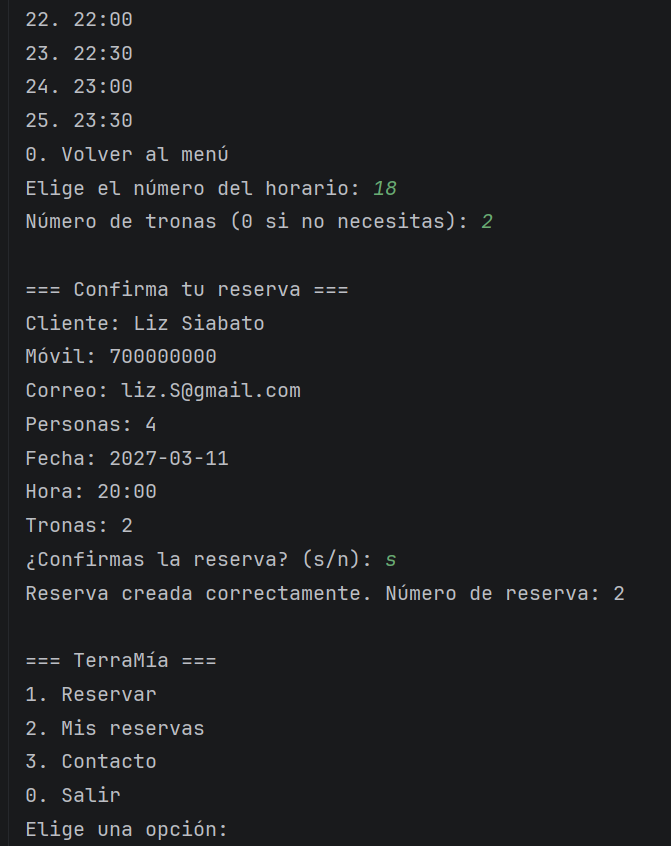 22. 22:00
23. 22:30
24. 23:00
25. 23:30
0. Volver al menú
Elige el número del horario: 18
Número de tronas (0 si no necesitas): 2
=== Confirma tu reserva ===
Cliente: Liz Siabato
Móvil: 700000000
Correo: liz.S@gmail.com
Personas: 4
Fecha: 2027-03-11
Hora: 20:00
Tronas: 2
¿Confirmas la reserva? (s/n): s
Reserva creada correctamente. Número de reserva: 2
=== TerraMía ===
1. Reservar
2. Mis reservas
3. Contacto
0. Salir
Elige una opción: